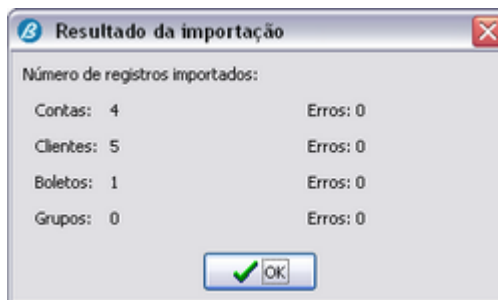 Resultado da importação
Número de registros importados:
Contas: 4 Erros: 0
Clientes: 5 Erros: 0
Boletos: 1 Erros: 0
Grupos: 0 Erros: 0
OK